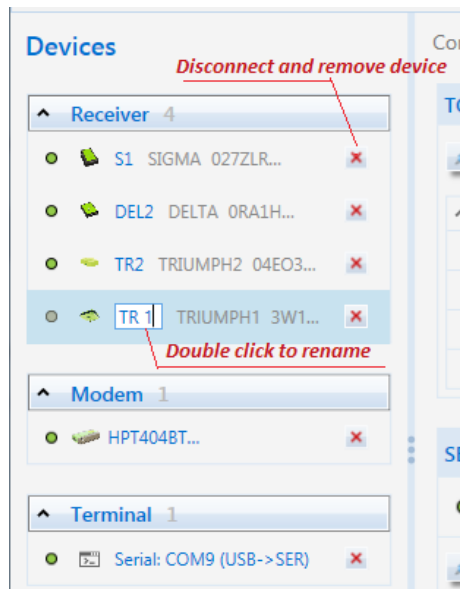 Devices
Disconnect and remove device
Receiver 4
S1 SIGMA 027ZLR...
DEL2 DELTA 0RA1H...
TR2 TRIUMPH2 04EO3...
TR 1 TRIUMPH1 3W1...
Double click to rename
Modem 1
HPT404BT...
Terminal 1
Serial: COM9 (USB->SER)